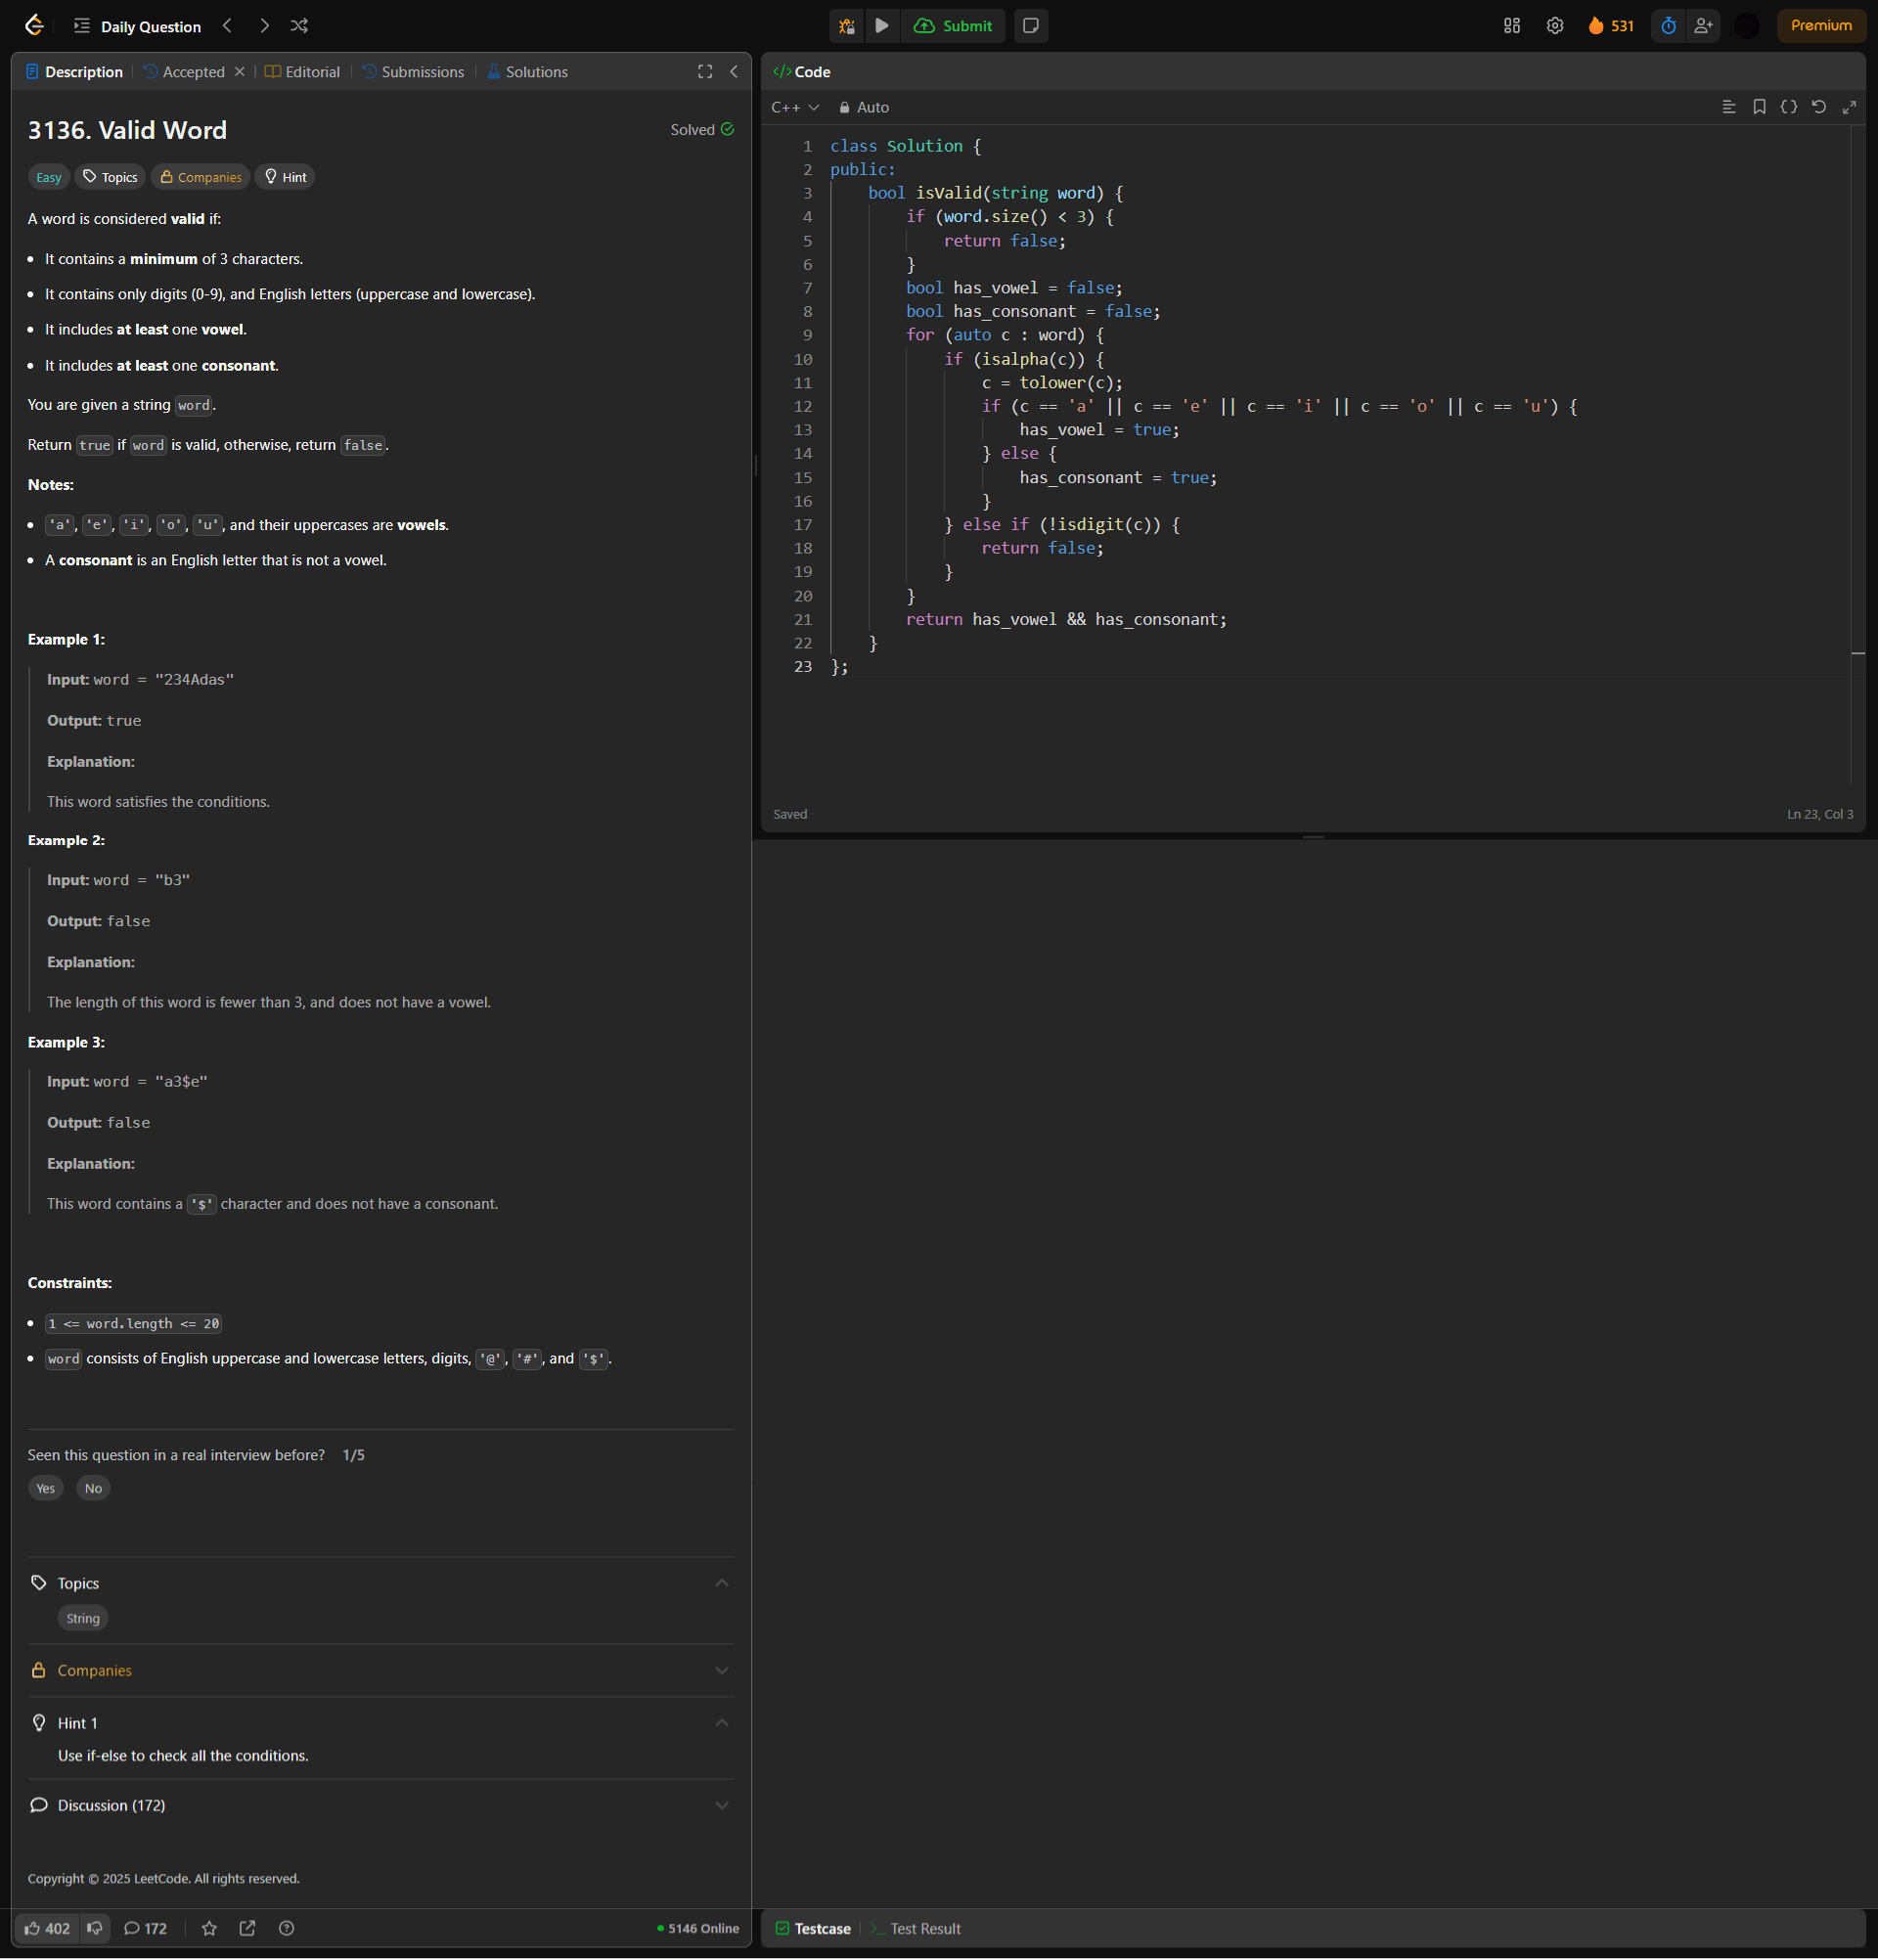 Daily Question
Submit
531
Premium
Description
Accepted
Editorial
Submissions
Solutions
3136. Valid Word
Solved
Easy
Topics
Companies
Hint
A word is considered valid if:
It contains a minimum of 3 characters.
It contains only digits (0-9), and English letters (uppercase and lowercase).
It includes at least one vowel.
It includes at least one consonant.
You are given a string word.
Return true if word is valid, otherwise, return false.
Notes:
'a', 'e', 'i', 'o', 'u', and their uppercases are vowels.
A consonant is an English letter that is not a vowel.
Example 1:
Input: word = "234Adas"
Output: true
Explanation:
This word satisfies the conditions.
Example 2:
Input: word = "b3"
Output: false
Explanation:
The length of this word is fewer than 3, and does not have a vowel.
Example 3:
Input: word = "a3$e"
Output: false
Explanation:
This word contains a '$' character and does not have a consonant.
Constraints:
1 <= word.length <= 20
word consists of English uppercase and lowercase letters, digits, '@', '#', and '$'.
Seen this question in a real interview before? 1/5
Yes No
Topics
String
Companies
Hint 1
Use if-else to check all the conditions.
Discussion (172)
Copyright © 2025 LeetCode. All rights reserved.
402
172
5146 Online
</>Code
C++
Auto
1 class Solution {
2 public:
3     bool isValid(string word) {
4         if (word.size() < 3) {
5             return false;
6         }
7         bool has_vowel = false;
8         bool has_consonant = false;
9         for (auto c : word) {
10             if (isalpha(c)) {
11                 c = tolower(c);
12                 if (c == 'a' || c == 'e' || c == 'i' || c == 'o' || c == 'u') {
13                     has_vowel = true;
14                 } else {
15                     has_consonant = true;
16                 }
17             } else if (!isdigit(c)) {
18                 return false;
19             }
20         }
21         return has_vowel && has_consonant;
22     }
23 };
Saved
Ln 23, Col 3
Testcase
Test Result